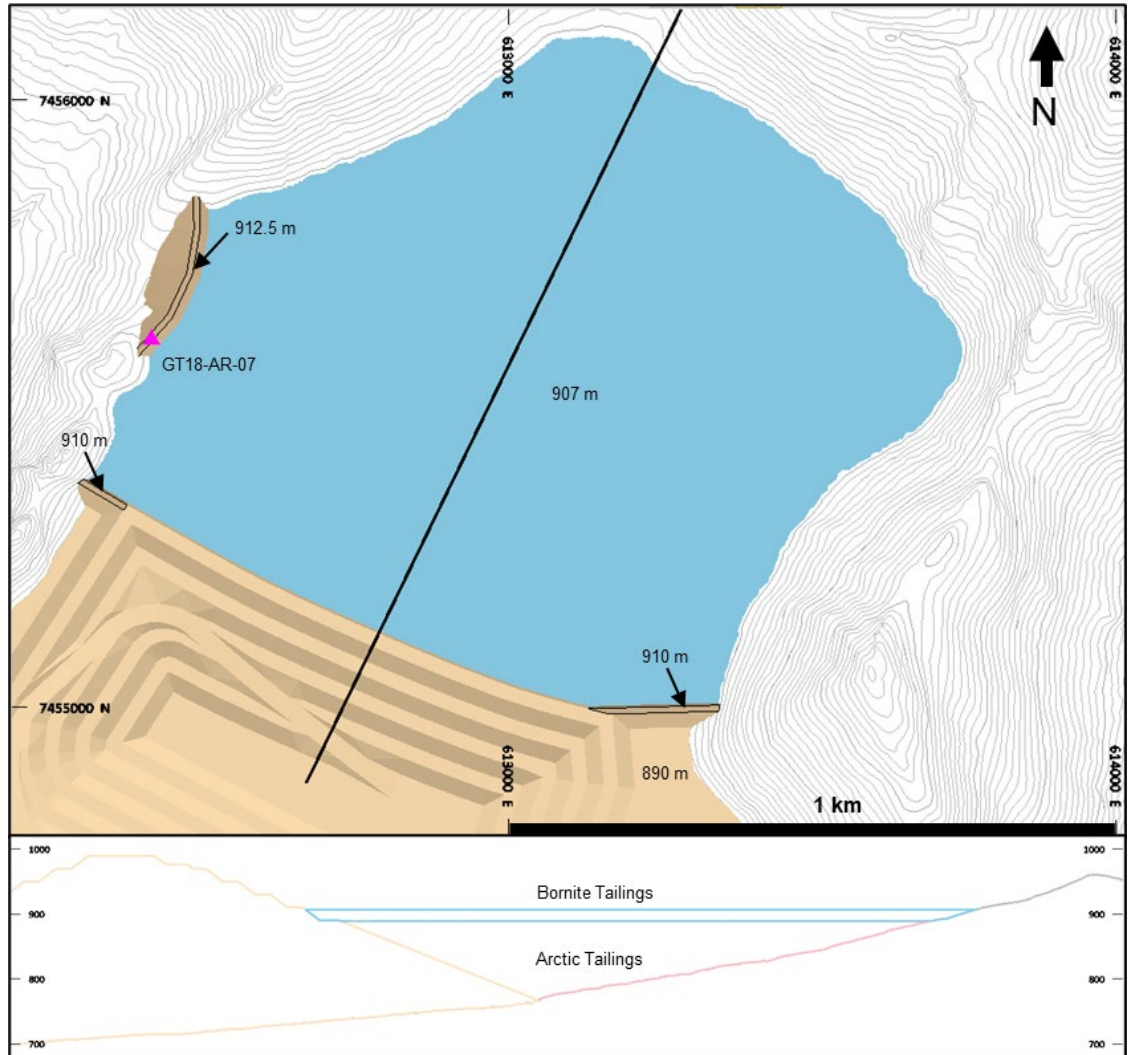 613000 E
614000 E
N
7456000 N
912.5 m
GT18-AR-07
907 m
910 m
910 m
7455000 N
890 m
613000 E
614000 E
1 km
1000
1000
Bornite Tailings
900
900
Arctic Tailings
800
800
700
700